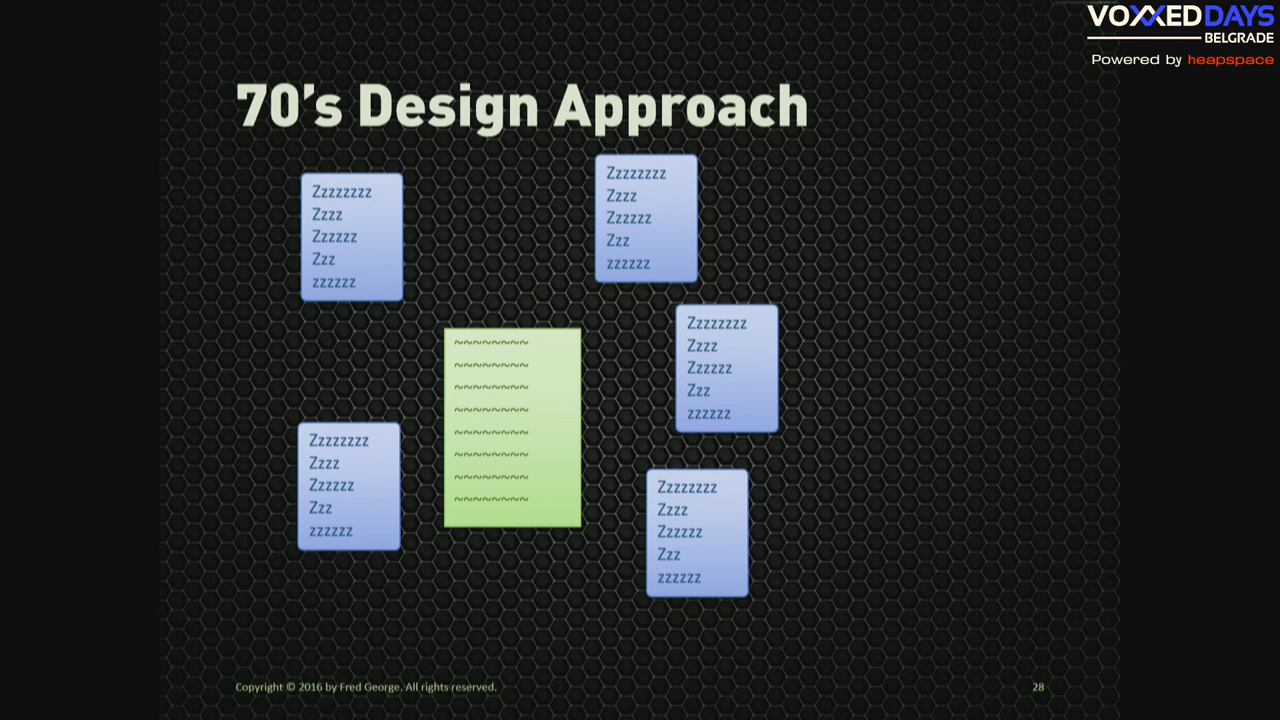 VOXXED DAYS
BELGRADE
Powered by heapspace
70's Design Approach
Zzzzzzzz
Zzzz
Zzzzzz
Zzz
zzzzzz
Zzzzzzzz
Zzzz
Zzzzzz
Zzz
zzzzzz
Zzzzzzzz
Zzzz
Zzzzzz
Zzz
zzzzzz
~~~~~~~~
~~~~~~~~
~~~~~~~~
~~~~~~~~
~~~~~~~~
~~~~~~~~
~~~~~~~~
~~~~~~~~
Zzzzzzzz
Zzzz
Zzzzzz
Zzz
zzzzzz
Zzzzzzzz
Zzzz
Zzzzzz
Zzz
zzzzzz
Copyright © 2016 by Fred George. All rights reserved.
28